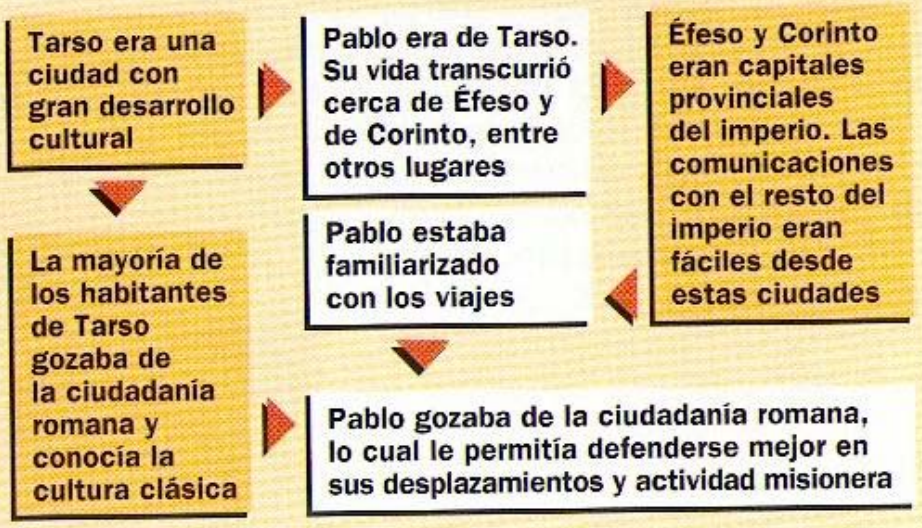 Tarso era una
ciudad con
gran desarrollo
cultural
Pablo era de Tarso.
Su vida transcurrió
cerca de Éfeso y
de Corinto, entre
otros lugares
Éfeso y Corinto
eran capitales
provinciales
del imperio. Las
comunicaciones
con el resto del
imperio eran
fáciles desde
estas ciudades
Pablo estaba
familiarizado
con los viajes
La mayoría de
los habitantes
de Tarso
gozaba de
la ciudadanía
romana y
conocía la
cultura clásica
Pablo gozaba de la ciudadanía romana,
lo cual le permitía defenderse mejor en
sus desplazamientos y actividad misionera